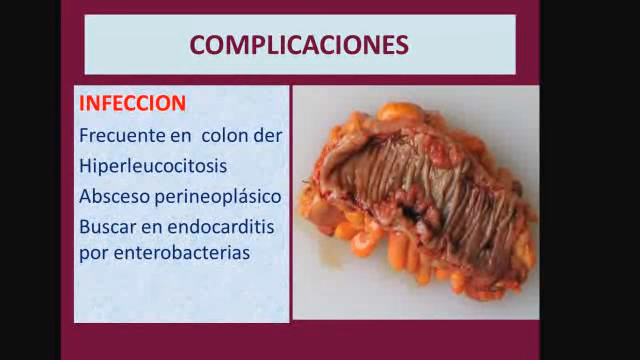 COMPLICACIONES
INFECCION
Frecuente en colon der
Hiperleucocitosis
Absceso perineoplásico
Buscar en endocarditis
por enterobacterias